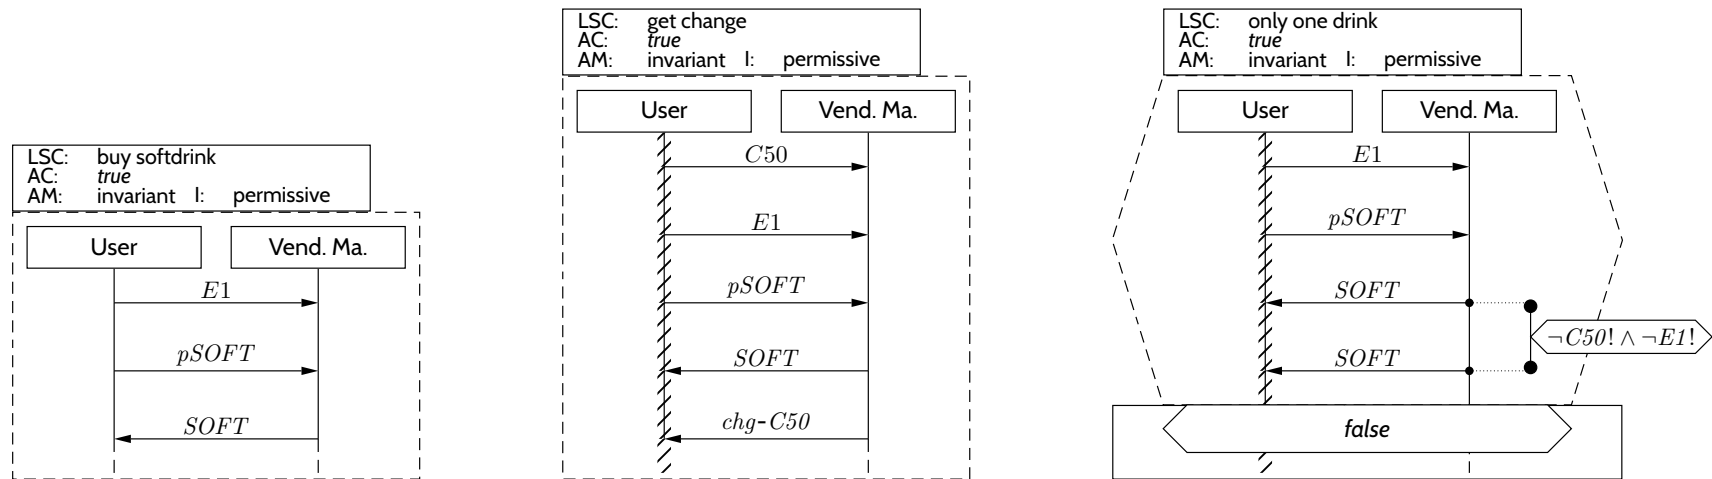 LSC: buy softdrink
AC: true
AM: invariant I: permissive
User
Vend. Ma.
E1
pSOFT
SOFT
LSC: get change
AC: true
AM: invariant I: permissive
User
Vend. Ma.
C50
E1
pSOFT
SOFT
chg-C50
LSC: only one drink
AC: true
AM: invariant I: permissive
User
Vend. Ma.
E1
pSOFT
SOFT
¬C50! ∧ ¬E1!
SOFT
false